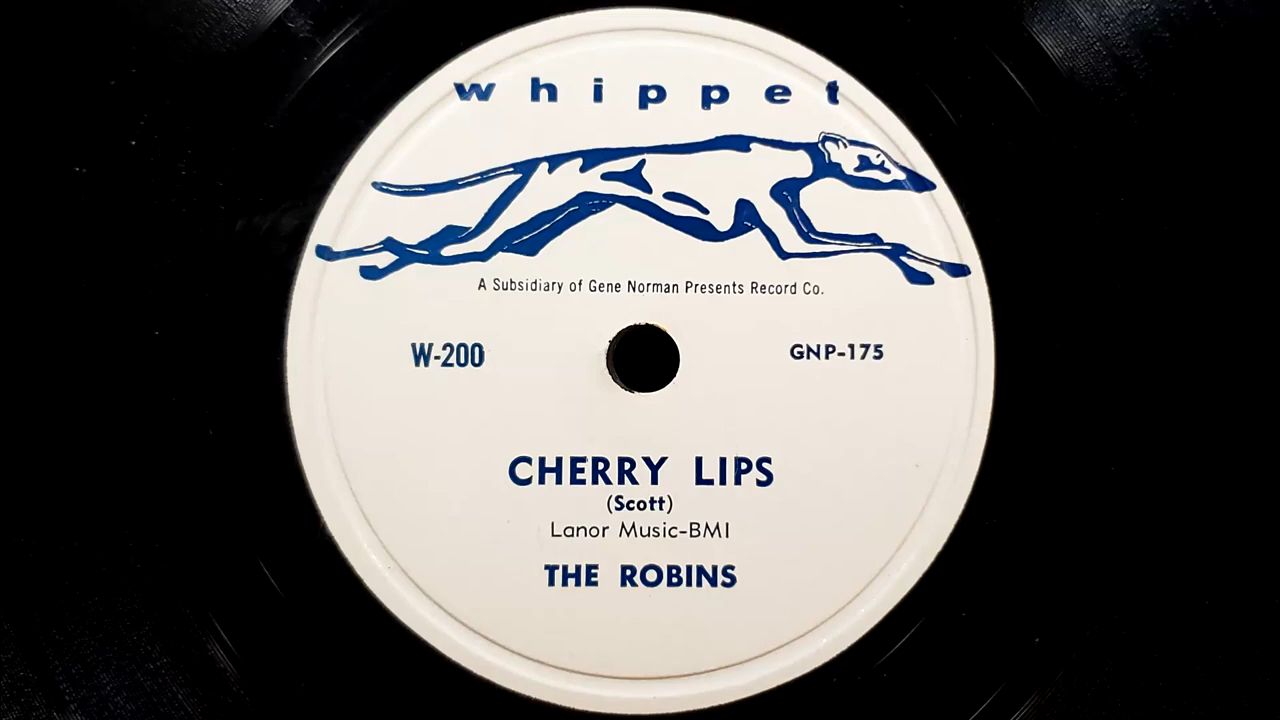 whippet
A Subsidiary of Gene Norman Presents Record Co.
W-200
GNP-175
CHERRY LIPS
(Scott)
Lanor Music-BMI
THE ROBINS